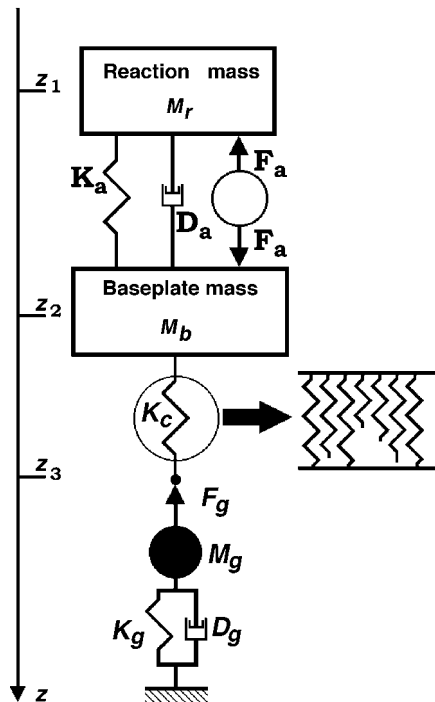 z1
Reaction mass
Mr
Ka
Da
Fa
Fa
z2
Baseplate mass
Mb
Kc
z3
Fg
Mg
Kg
Dg
z